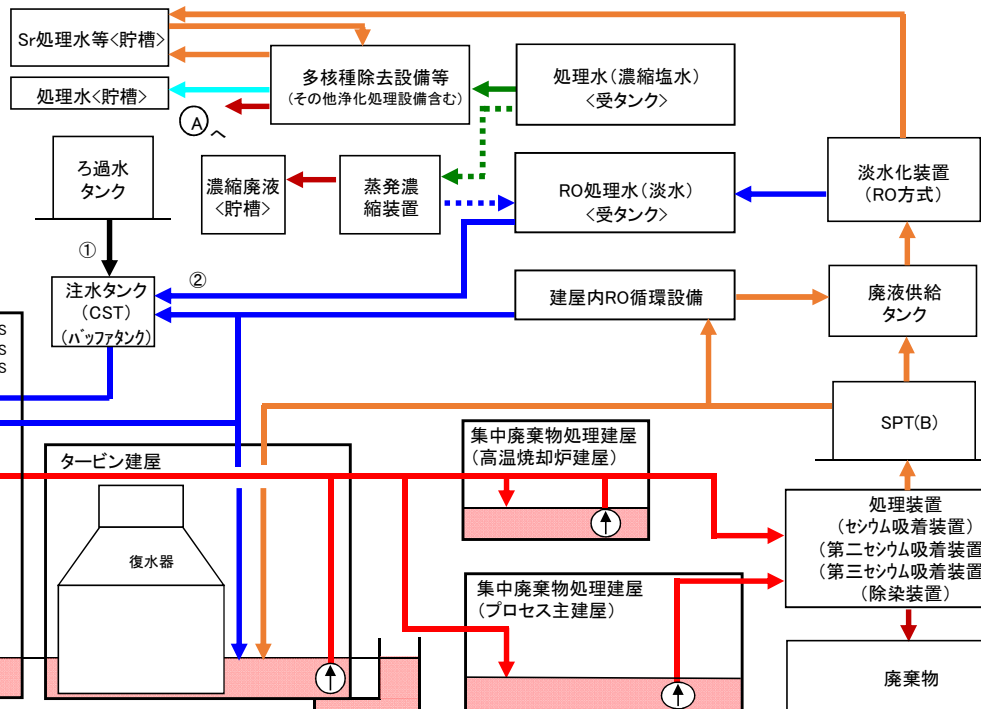 Sr処理水等<貯槽>
処理水<貯槽>
多核種除去設備等
(その他浄化処理設備含む)
Aへ
処理水(濃縮塩水)
<受タンク>
ろ過水
タンク
濃縮廃液
<貯槽>
蒸発濃
縮装置
RO処理水(淡水)
<受タンク>
淡水化装置
(RO方式)
①
②
注水タンク
(CST)
(バッファタンク)
建屋内RO循環設備
廃液供給
タンク
S
S
S
SPT(B)
タービン建屋
復水器
集中廃棄物処理建屋
(高温焼却炉建屋)
集中廃棄物処理建屋
(プロセス主建屋)
処理装置
(セシウム吸着装置)
(第二セシウム吸着装置
(第三セシウム吸着装置
(除染装置)
廃棄物